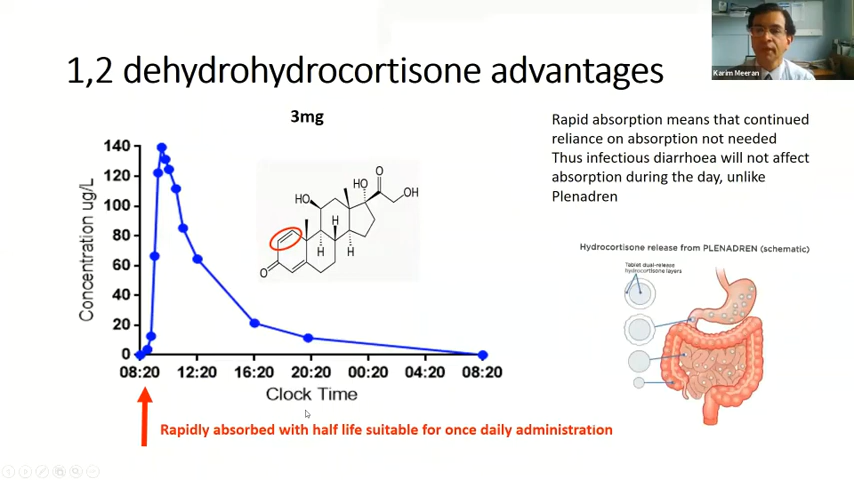 1,2 dehydrohydrocortisone advantages
Karim Meeran
3mg
Rapid absorption means that continued
reliance on absorption not needed
Thus infectious diarrhoea will not affect
absorption during the day, unlike
Plenadren
Concentration ug/L
140
120
100
80
60
40
20
0
08:20
12:20
16:20
20:20
00:20
04:20
08:20
Clock Time
HO
HO
O
OH
H
H
H
O
Hydrocortisone release from PLENADREN (schematic)
Tablet dual-release
hydrocortisone layers
Rapidly absorbed with half life suitable for once daily administration